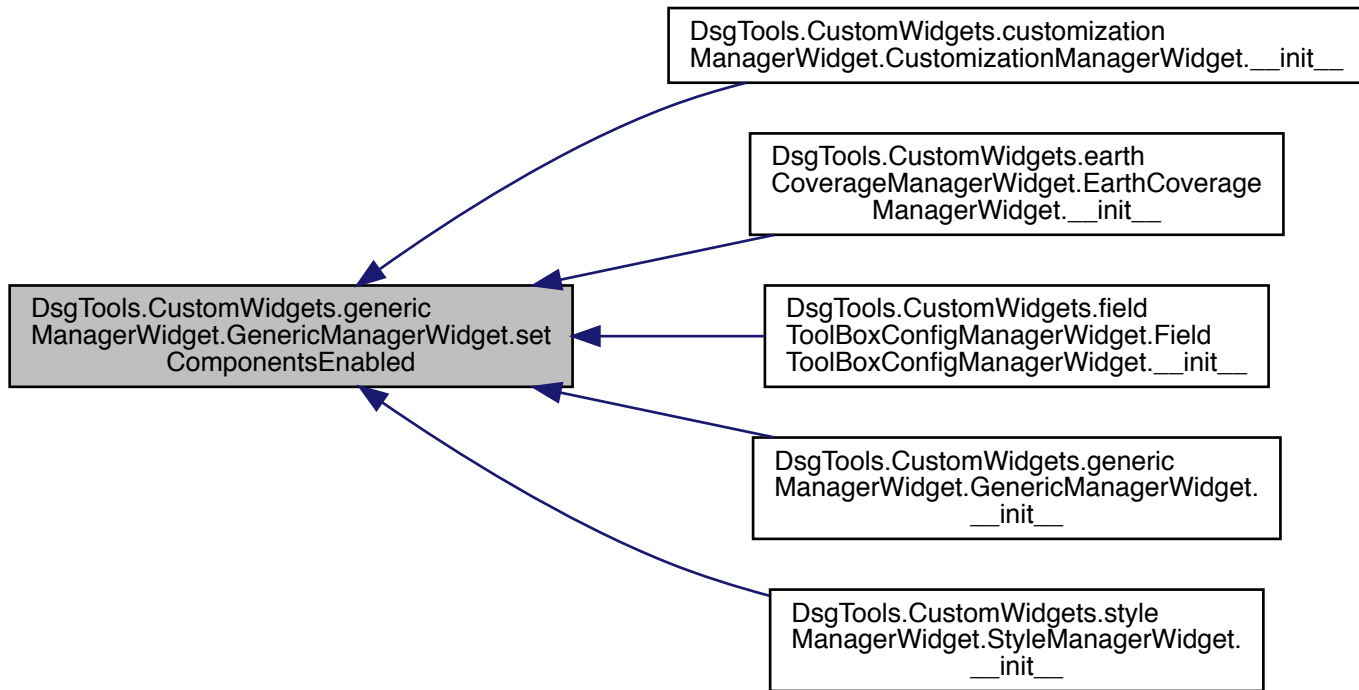 DsgTools.CustomWidgets.customization
ManagerWidget.CustomizationManagerWidget.__init__
DsgTools.CustomWidgets.earth
CoverageManagerWidget.EarthCoverage
ManagerWidget.__init__
DsgTools.CustomWidgets.generic
ManagerWidget.GenericManagerWidget.set
ComponentsEnabled
DsgTools.CustomWidgets.field
ToolBoxConfigManagerWidget.Field
ToolBoxConfigManagerWidget.__init__
DsgTools.CustomWidgets.generic
ManagerWidget.GenericManagerWidget.
__init__
DsgTools.CustomWidgets.style
ManagerWidget.StyleManagerWidget.
__init__